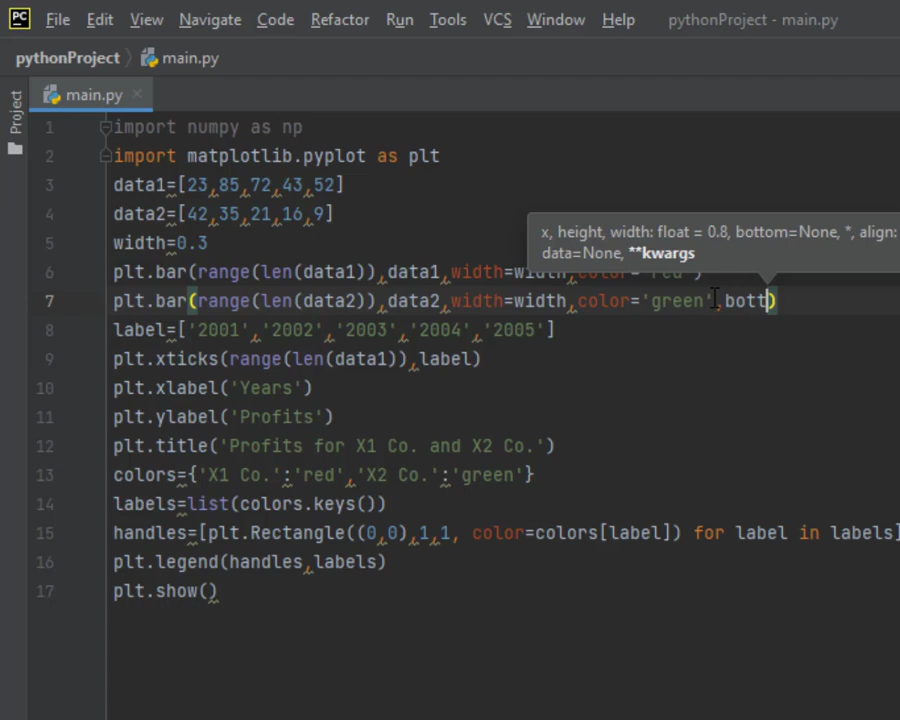 PC File Edit View Navigate Code Refactor Run Tools VCS Window Help pythonProject - main.py
pythonProject main.py
Project
main.py
1 import numpy as np
2 import matplotlib.pyplot as plt
3 data1=[23,85,72,43,52]
4 data2=[42,35,21,16,9]
5 width=0.3
x, height, width: float = 0.8, bottom=None, *, align:
data=None, **kwargs
6 plt.bar(range(len(data1)),data1,width=width,color='red')
7 plt.bar(range(len(data2)),data2,width=width,color='green',bott)
8 label=['2001','2002','2003','2004','2005']
9 plt.xticks(range(len(data1)),label)
10 plt.xlabel('Years')
11 plt.ylabel('Profits')
12 plt.title('Profits for X1 Co. and X2 Co.')
13 colors={'X1 Co.':'red','X2 Co.':'green'}
14 labels=list(colors.keys())
15 handles=[plt.Rectangle((0,0),1,1, color=colors[label]) for label in labels]
16 plt.legend(handles,labels)
17 plt.show()